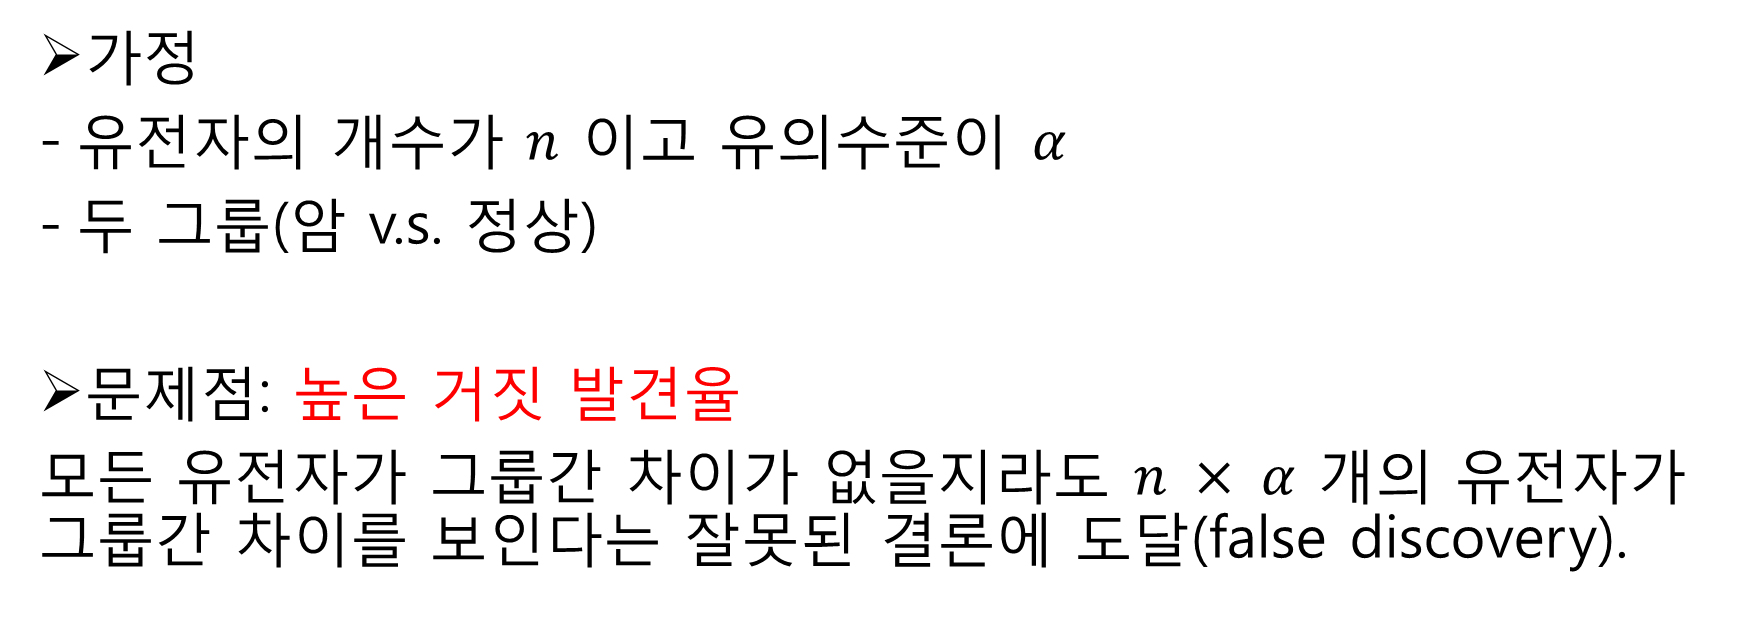 ➢가정
- 유전자의 개수가 𝑛 이고 유의수준이 𝛼
- 두 그룹(암 v.s. 정상)
➢문제점: 높은 거짓 발견율
모든 유전자가 그룹간 차이가 없을지라도 𝑛 × 𝛼 개의 유전자가
그룹간 차이를 보인다는 잘못된 결론에 도달(false discovery).